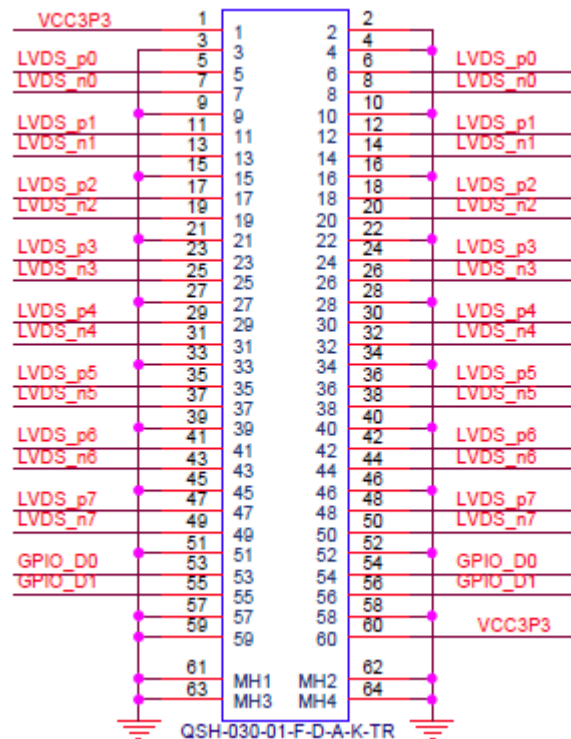 VCC3P3 1 1 2 2
3 3 4 4
LVDS_p0 5 5 6 6 LVDS_p0
LVDS_n0 7 7 8 8 LVDS_n0
9 9 10 10
LVDS_p1 11 11 12 12 LVDS_p1
LVDS_n1 13 13 14 14 LVDS_n1
15 15 16 16
LVDS_p2 17 17 18 18 LVDS_p2
LVDS_n2 19 19 20 20 LVDS_n2
21 21 22 22
LVDS_p3 23 23 24 24 LVDS_p3
LVDS_n3 25 25 26 26 LVDS_n3
27 27 28 28
LVDS_p4 29 29 30 30 LVDS_p4
LVDS_n4 31 31 32 32 LVDS_n4
33 33 34 34
LVDS_p5 35 35 36 36 LVDS_p5
LVDS_n5 37 37 38 38 LVDS_n5
39 39 40 40
LVDS_p6 41 41 42 42 LVDS_p6
LVDS_n6 43 43 44 44 LVDS_n6
45 45 46 46
LVDS_p7 47 47 48 48 LVDS_p7
LVDS_n7 49 49 50 50 LVDS_n7
51 51 52 52
GPIO_D0 53 53 54 54 GPIO_D0
GPIO_D1 55 55 56 56 GPIO_D1
57 57 58 58
59 59 60 60 VCC3P3
61 MH1 MH2 62
63 MH3 MH4 64
QSH-030-01-F-D-A-K-TR